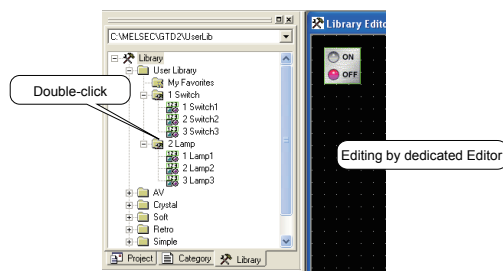 C:\MELSEC\GTD2\UserLib
Library
User Library
My Favorites
1 Switch
1 Switch1
2 Switch2
3 Switch3
2 Lamp
1 Lamp1
2 Lamp2
3 Lamp3
AV
Crystal
Soft
Retro
Simple
Project Category Library
Double-click
Library Edito
ON
OFF
Editing by dedicated Editor